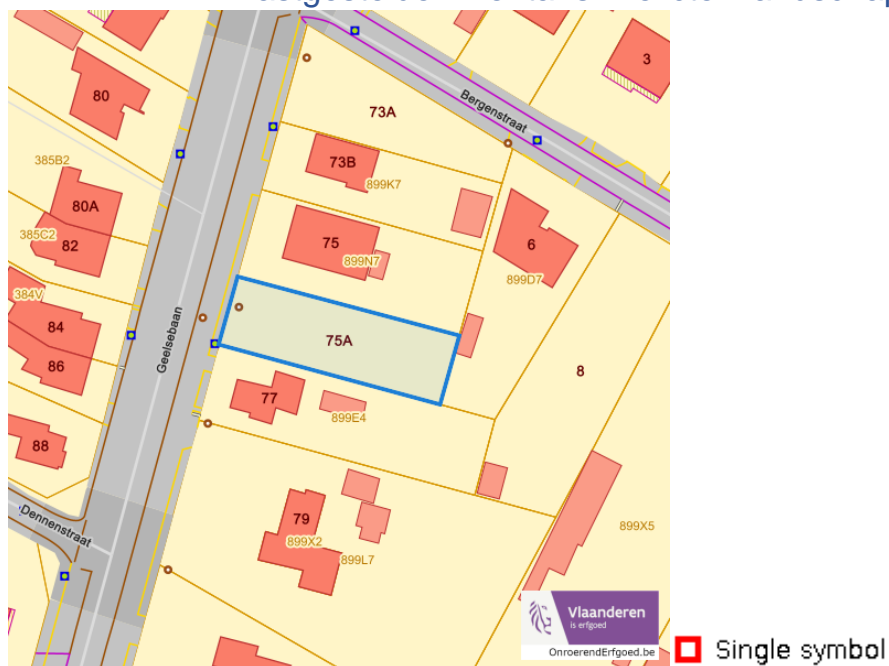 3
80
Bergenstraat
73A
385B2
73B
899K7
80A
385C2
82
75
899N7
6
899D7
384V
84
Geelsebaan
75A
86
8
77
899E4
88
Dennenstraat
79
899X2
899L7
899X5
Vlaanderen
is erfgoed
OnroerendErfgoed.be
Single symbol